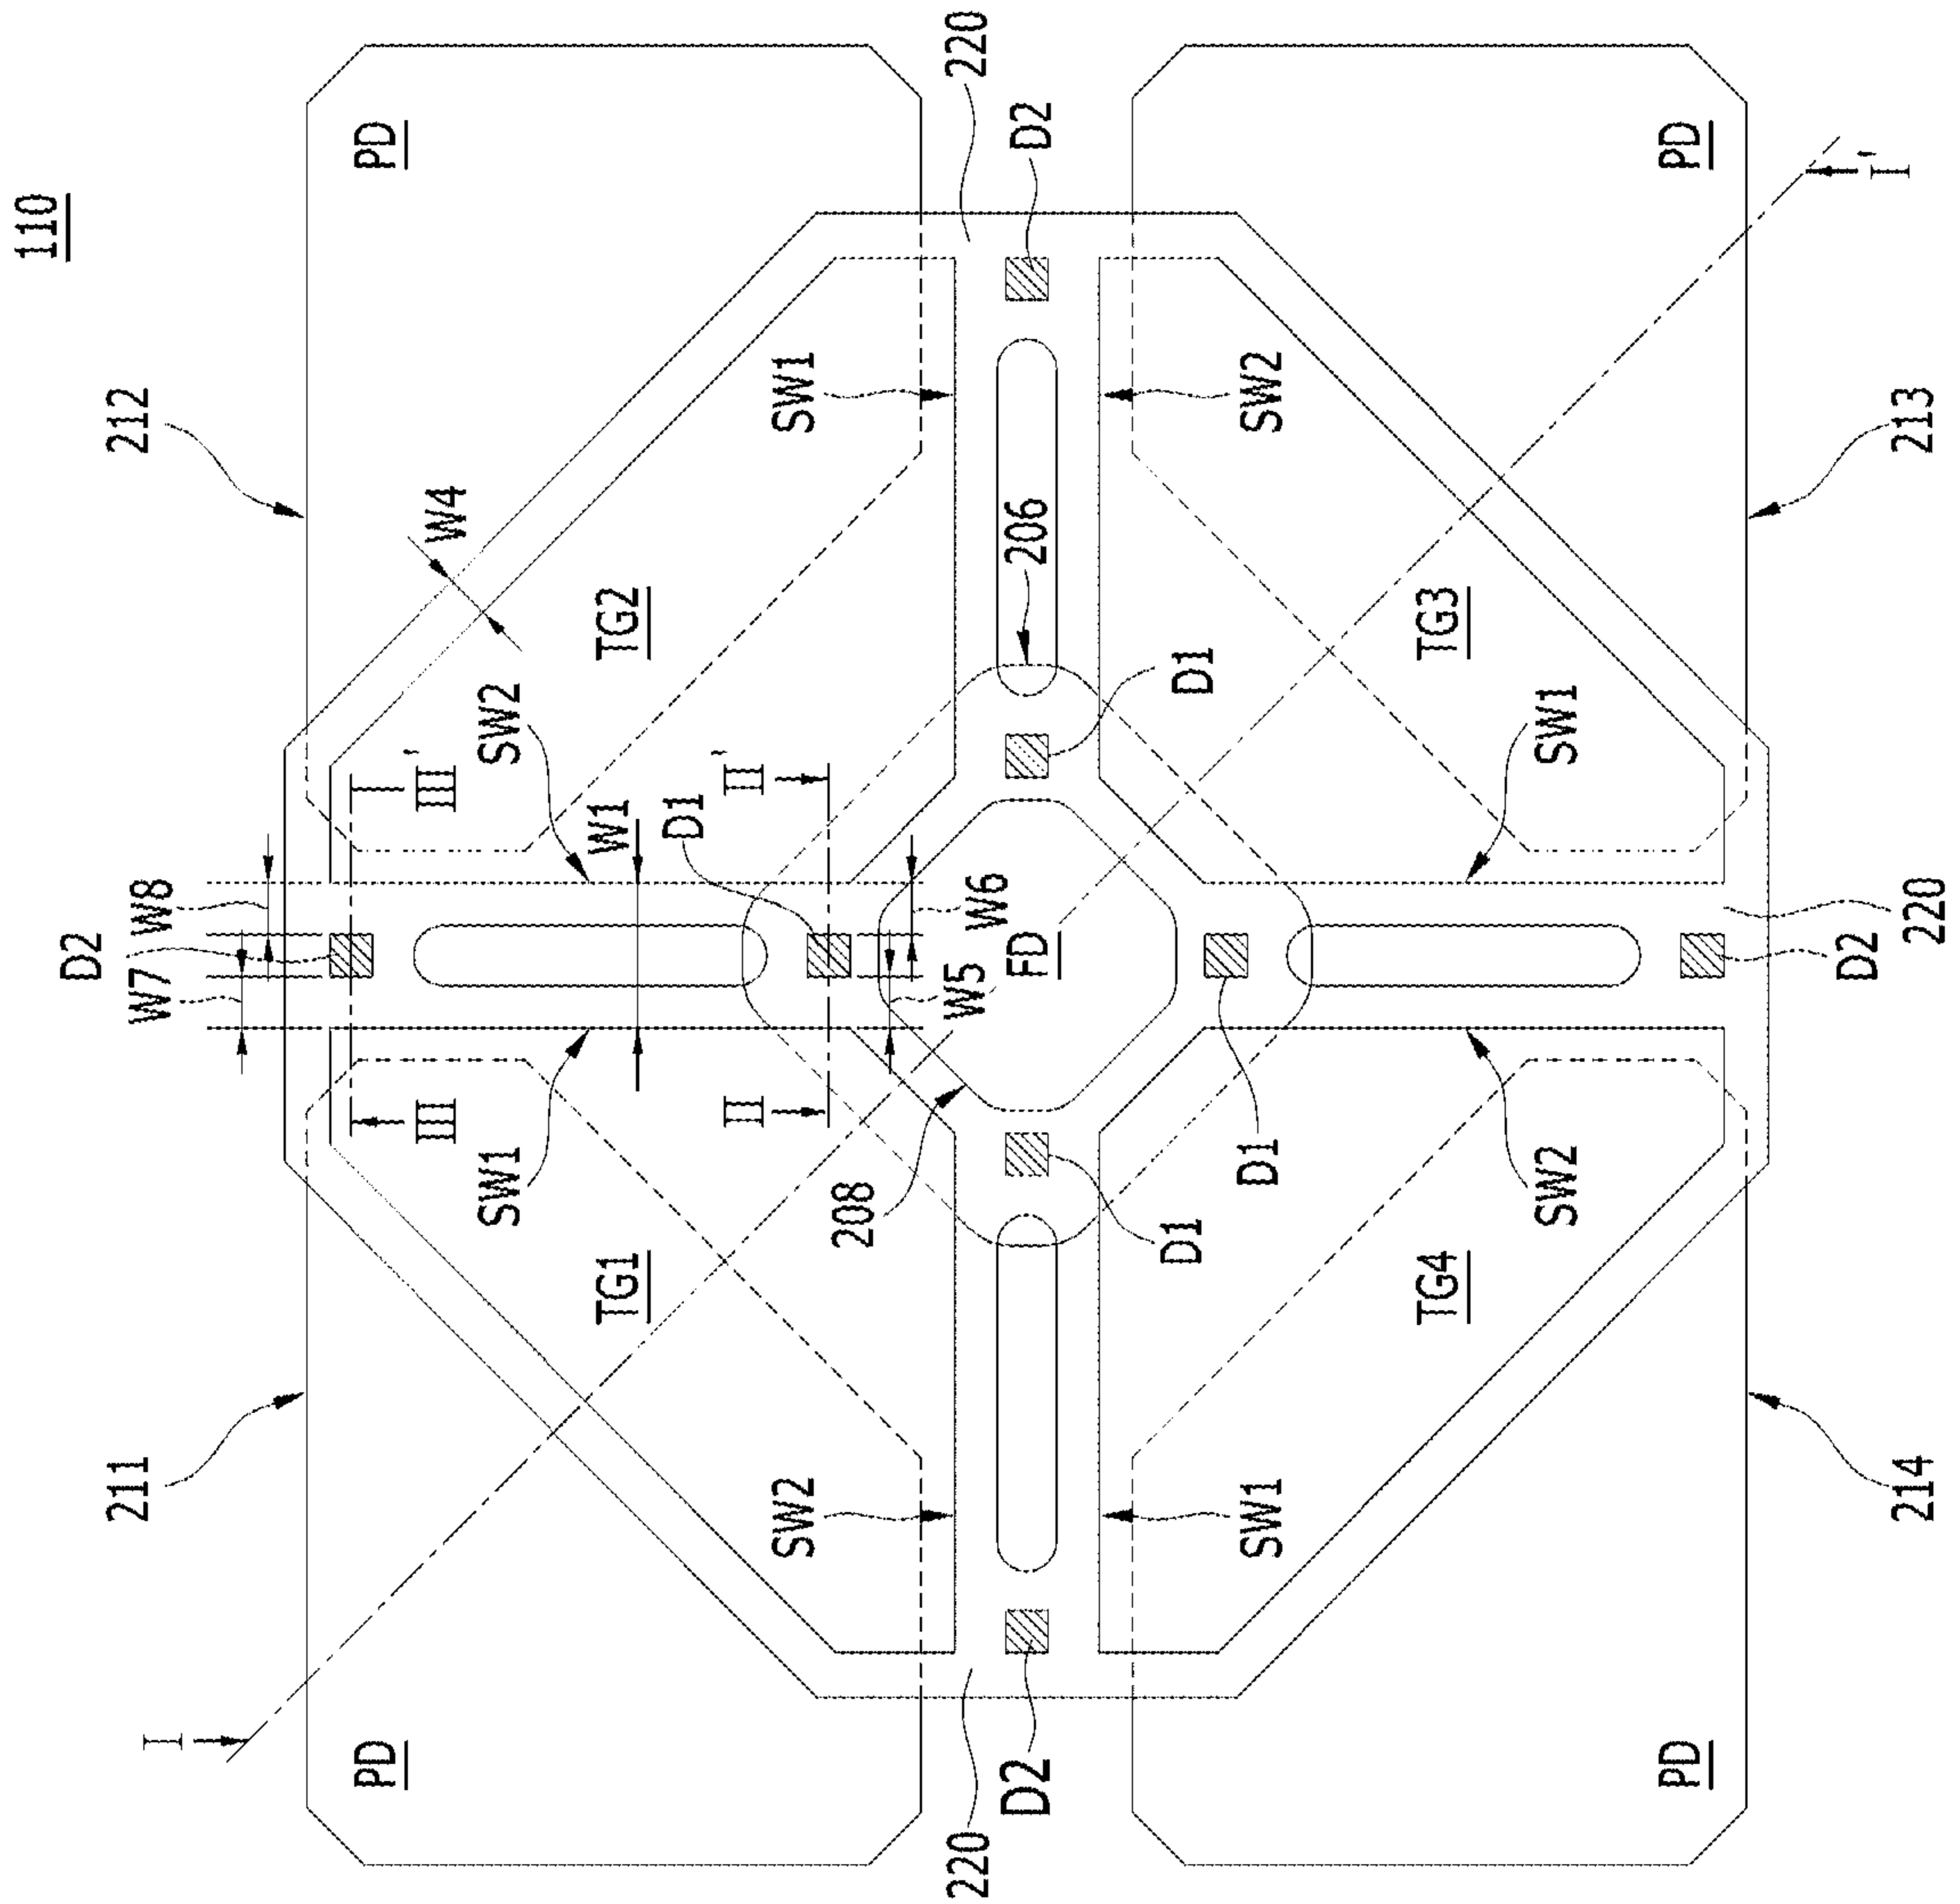 110
D2
211
212
W7
W8
I
PD
PD
III
III'
W4
SW1
SW2
W1
TG1
TG2
D1
II
II'
SW2
SW1
208
W5
W6
220
220
D2
FD
206
D2
D1
D1
D1
SW1
SW2
TG4
TG3
SW2
SW1
PD
PD
D2
I'
214
213
220